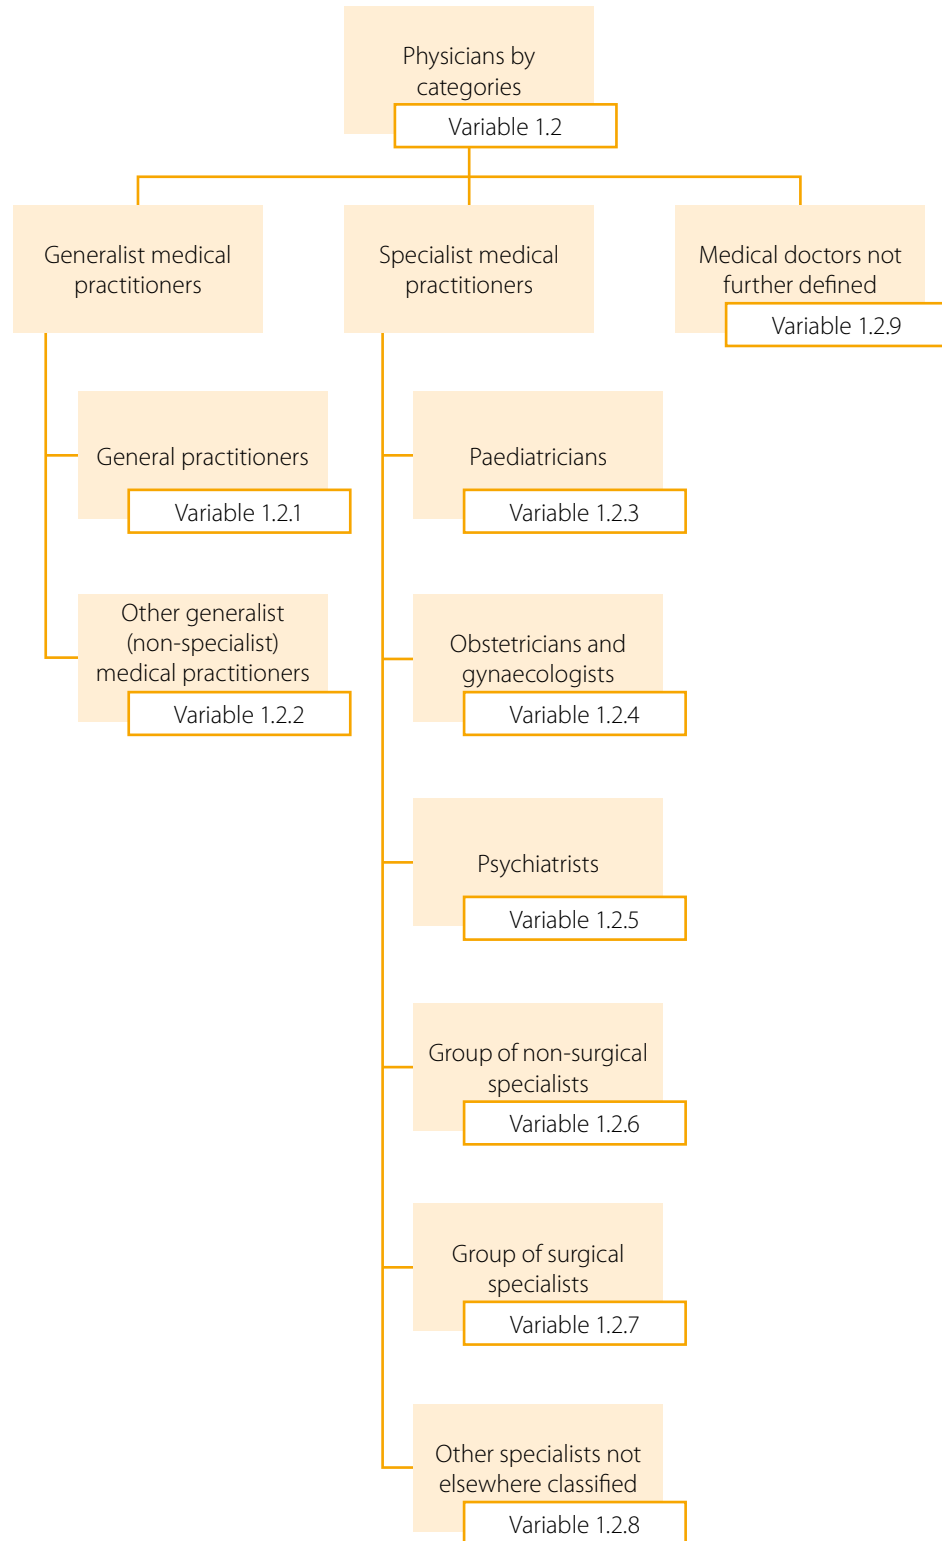 Physicians by
categories
Variable 1.2
Generalist medical
practitioners
Specialist medical
practitioners
Medical doctors not
further defined
Variable 1.2.9
General practitioners
Variable 1.2.1
Other generalist
(non-specialist)
medical practitioners
Variable 1.2.2
Paediatricians
Variable 1.2.3
Obstetricians and
gynaecologists
Variable 1.2.4
Psychiatrists
Variable 1.2.5
Group of non-surgical
specialists
Variable 1.2.6
Group of surgical
specialists
Variable 1.2.7
Other specialists not
elsewhere classified
Variable 1.2.8